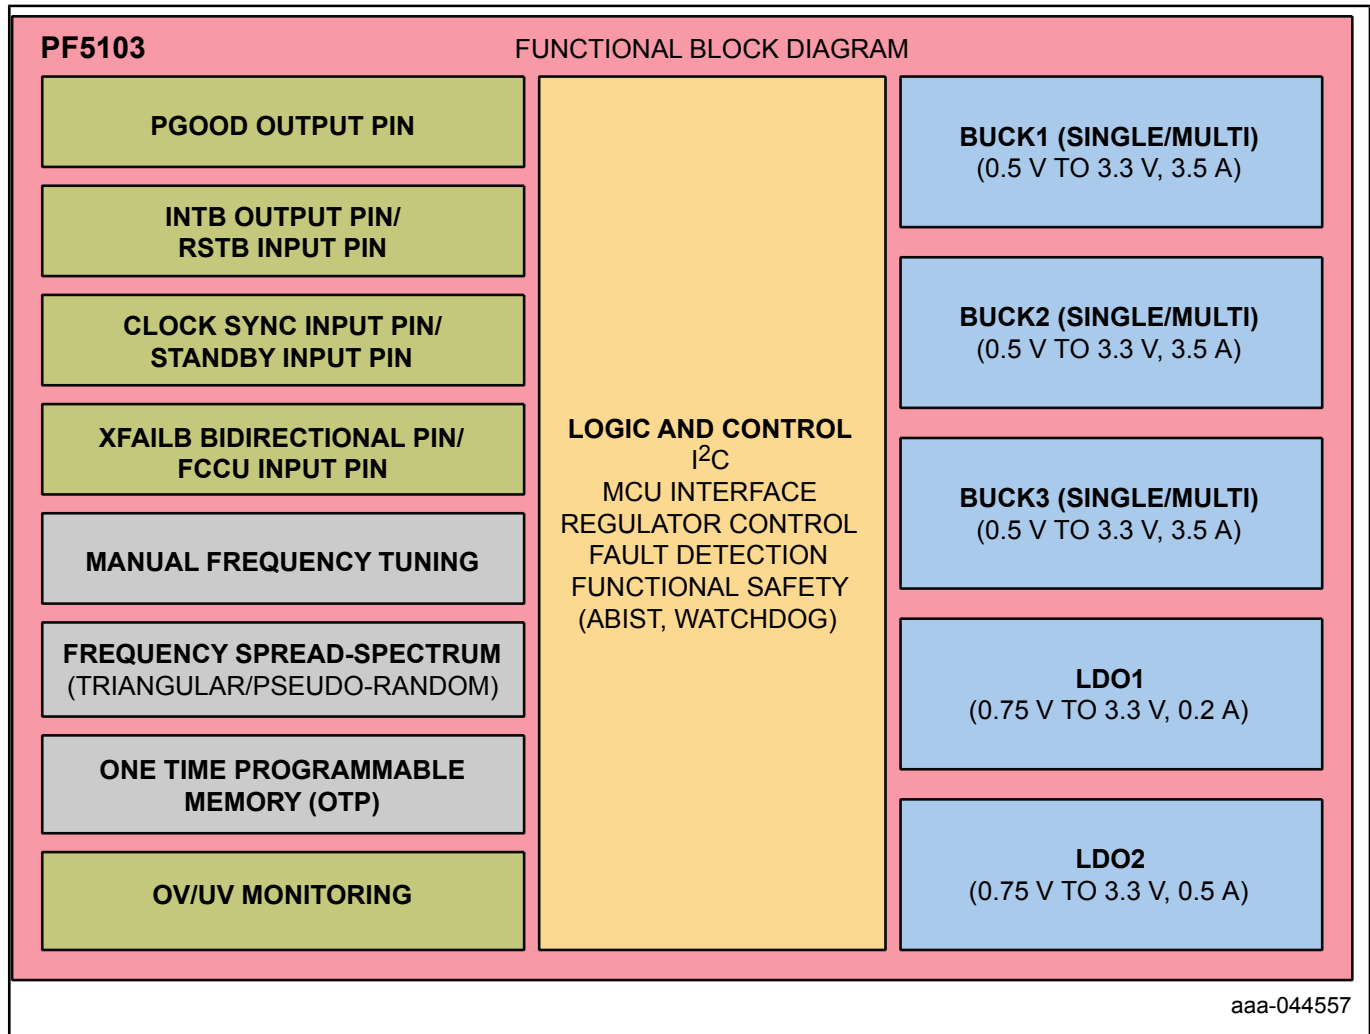 PF5103
FUNCTIONAL BLOCK DIAGRAM
PGOOD OUTPUT PIN
INTB OUTPUT PIN/
RSTB INPUT PIN
CLOCK SYNC INPUT PIN/
STANDBY INPUT PIN
XFAILB BIDIRECTIONAL PIN/
FCCU INPUT PIN
MANUAL FREQUENCY TUNING
FREQUENCY SPREAD-SPECTRUM
(TRIANGULAR/PSEUDO-RANDOM)
ONE TIME PROGRAMMABLE
MEMORY (OTP)
OV/UV MONITORING
LOGIC AND CONTROL
I2C
MCU INTERFACE
REGULATOR CONTROL
FAULT DETECTION
FUNCTIONAL SAFETY
(ABIST, WATCHDOG)
BUCK1 (SINGLE/MULTI)
(0.5 V TO 3.3 V, 3.5 A)
BUCK2 (SINGLE/MULTI)
(0.5 V TO 3.3 V, 3.5 A)
BUCK3 (SINGLE/MULTI)
(0.5 V TO 3.3 V, 3.5 A)
LDO1
(0.75 V TO 3.3 V, 0.2 A)
LDO2
(0.75 V TO 3.3 V, 0.5 A)
aaa-044557